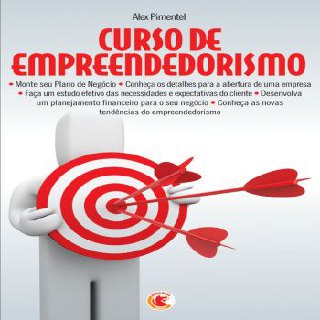 Alex Pimentel
CURSO DE
EMPREENDEDORISMO
• Monte seu Plano de Negócio • Conheça os detalhes para a abertura de uma empresa
• Faça um estudo efetivo das necessidades e expectativas do cliente • Desenvolva
um planejamento financeiro para o seu negócio • Conheça as novas
tendências do empreendedorismo